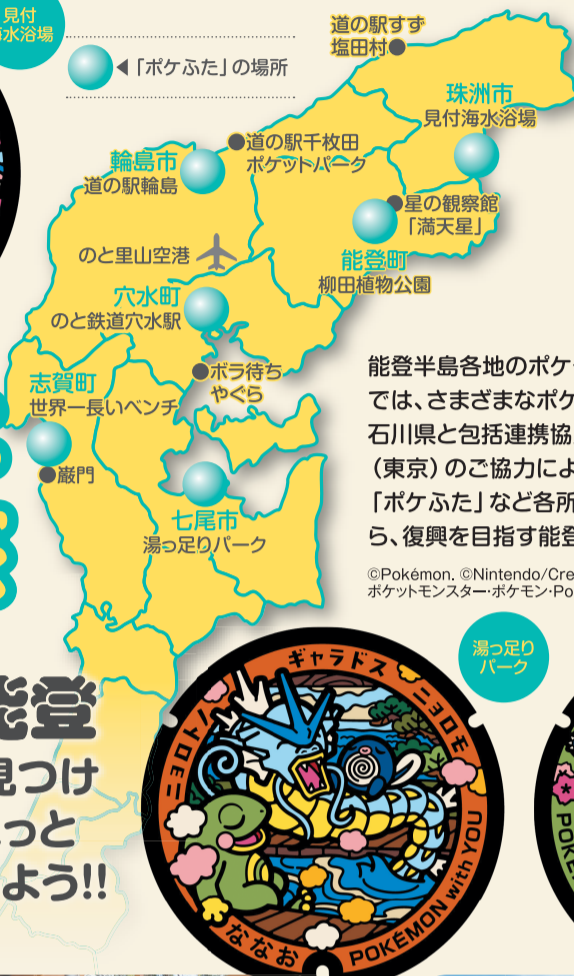 見付
海水浴場
◀「ポケふた」の場所
道の駅すず
塩田村
珠洲市
見付海水浴場
道の駅千枚田
ポケットパーク
輪島市
道の駅輪島
星の観察館
「満天星」
のと里山空港
能登町
柳田植物公園
穴水町
のと鉄道穴水駅
ボラ待ち
やぐら
志賀町
世界一長いベンチ
巌門
七尾市
湯っ足りパーク
能登半島各地のポケ
では、さまざまなポケ
石川県と包括連携協
（東京）のご協力によ
「ポケふた」など各所
ら、復興を目指す能登
©Pokémon. ©Nintendo/Cre
ポケットモンスター・ポケモン・Po
湯っ足り
パーク
能登
見つけ
っと
よう!!
ニョロトノ ギャラドス ニョロモ
ななお POKÉMON with YOU
POKÉ